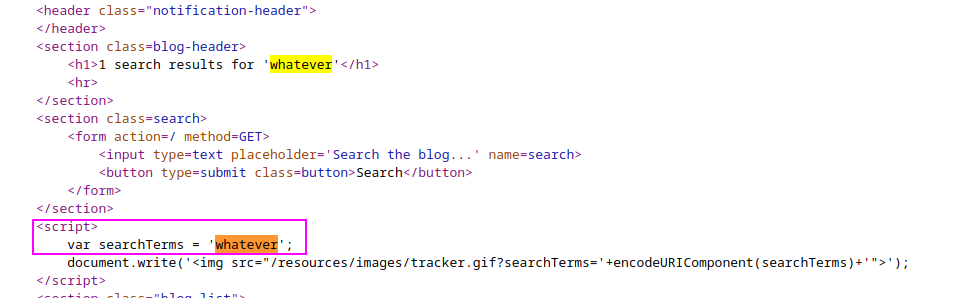 <header class="notification-header">
</header>
<section class=blog-header>
<h1>1 search results for 'whatever'</h1>
<hr>
</section>
<section class=search>
<form action=/ method=GET>
<input type=text placeholder='Search the blog...' name=search>
<button type=submit class=button>Search</button>
</form>
</section>
<script>
var searchTerms = 'whatever';
document.write('<img src="/resources/images/tracker.gif?searchTerms='+encodeURIComponent(searchTerms)+'">');
</script>
<section class="blog-list">